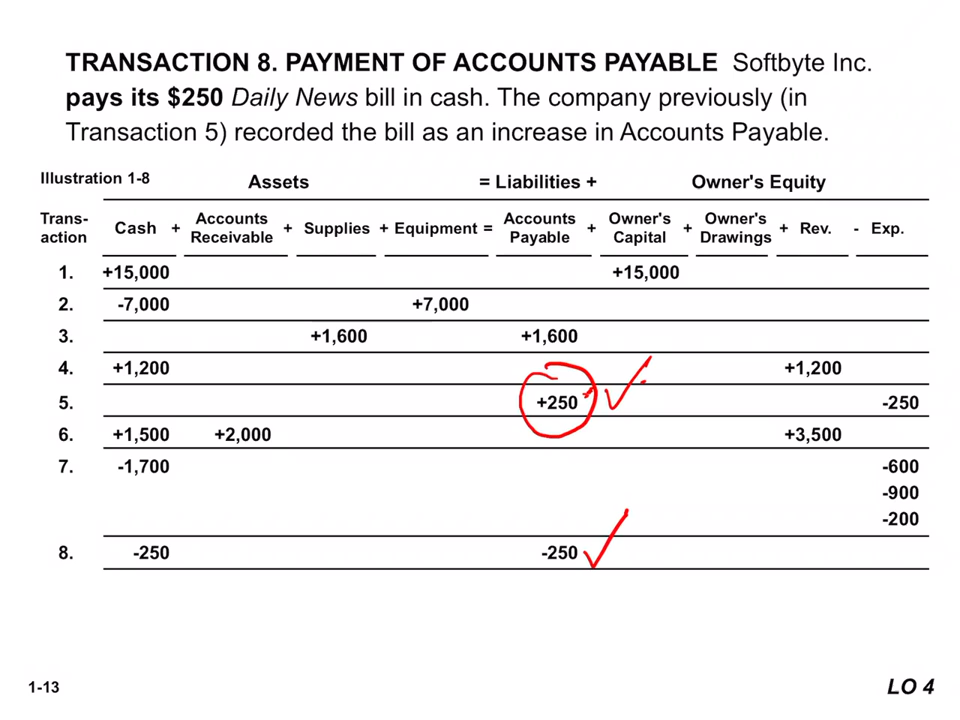 TRANSACTION 8. PAYMENT OF ACCOUNTS PAYABLE Softbyte Inc.
pays its $250 Daily News bill in cash. The company previously (in
Transaction 5) recorded the bill as an increase in Accounts Payable.
Illustration 1-8
Assets = Liabilities + Owner's Equity
Trans- Accounts Accounts Owner's Owner's
action Cash + Receivable + Supplies + Equipment = Payable + Capital + Drawings + Rev. - Exp.
1. +15,000 +15,000
2. -7,000 +7,000
3. +1,600 +1,600
4. +1,200 +1,200
5. +250 -250
6. +1,500 +2,000 +3,500
7. -1,700 -600
-900
-200
8. -250 -250
1-13 LO 4